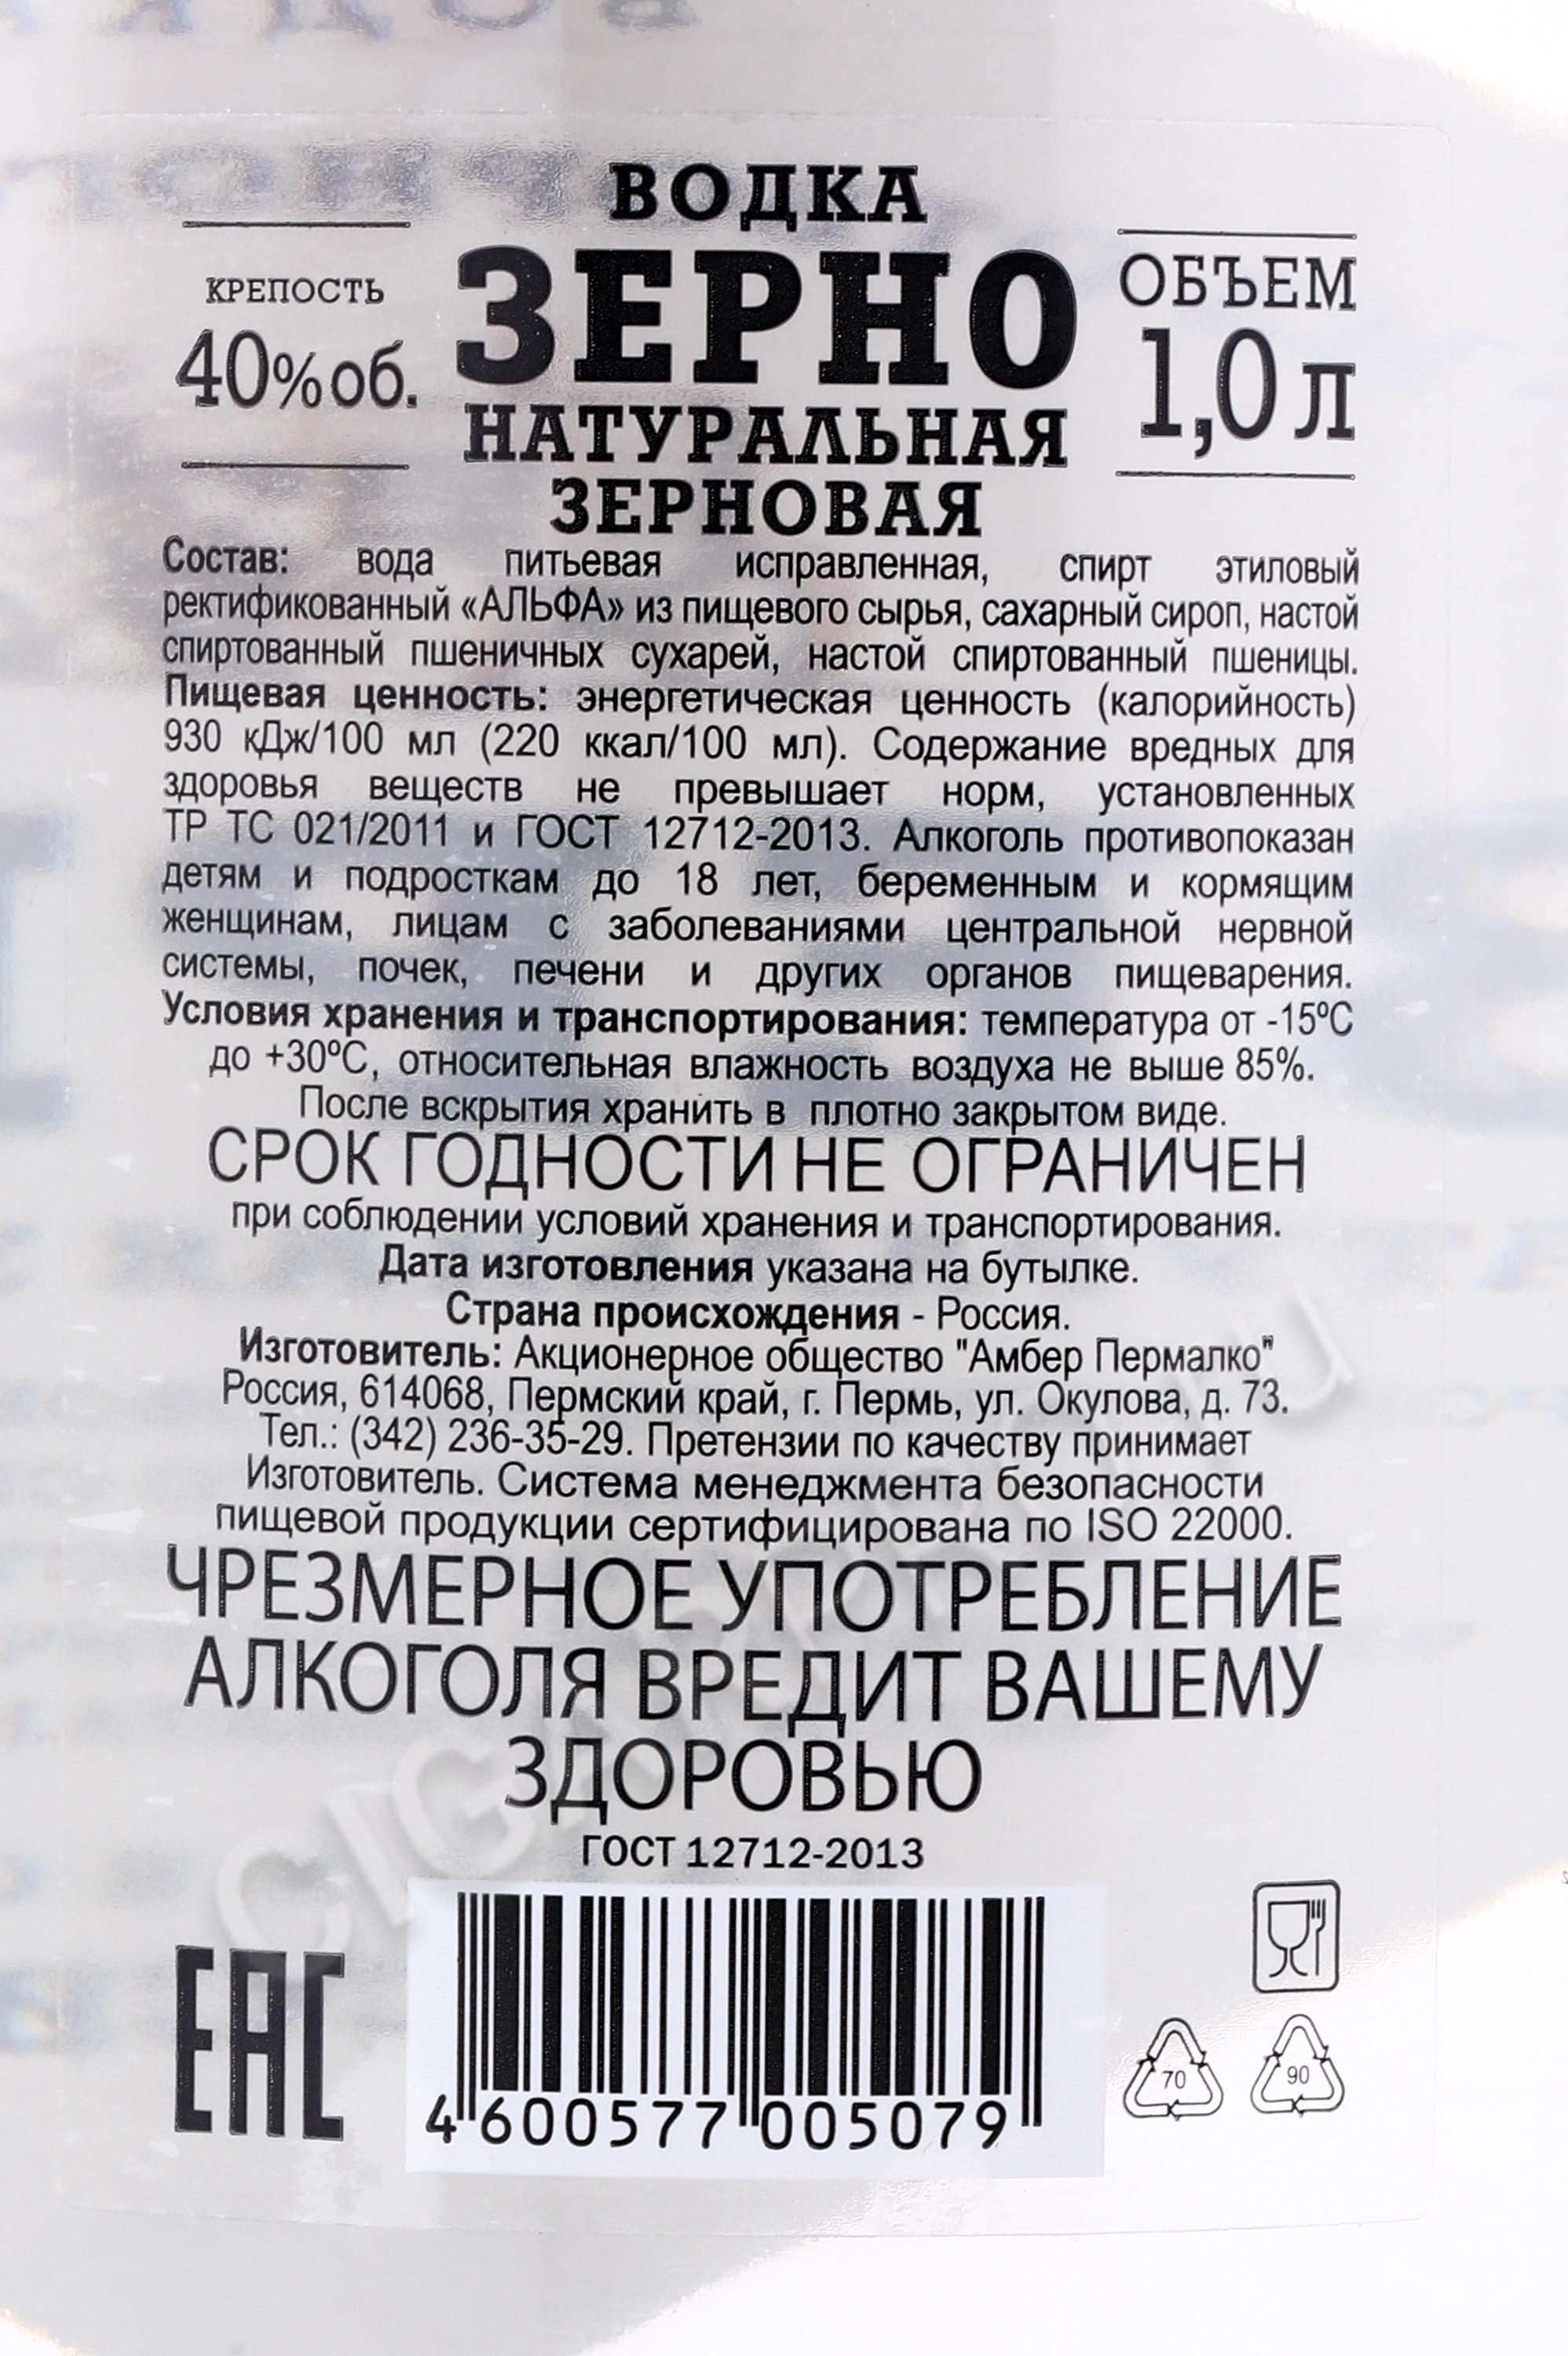 ВОДКА
ЗЕРНО
НАТУРАЛЬНАЯ
ЗЕРНОВАЯ
КРЕПОСТЬ
40%об.
ОБЪЕМ
1,0 л
Состав: вода питьевая исправленная, спирт этиловый
ректификованный «АЛЬФА» из пищевого сырья, сахарный сироп, настой
спиртованный пшеничных сухарей, настой спиртованный пшеницы.
Пищевая ценность: энергетическая ценность (калорийность)
930 кДж/100 мл (220 ккал/100 мл). Содержание вредных для
здоровья веществ не превышает норм, установленных
ТР ТС 021/2011 и ГОСТ 12712-2013. Алкоголь противопоказан
детям и подросткам до 18 лет, беременным и кормящим
женщинам, лицам с заболеваниями центральной нервной
системы, почек, печени и других органов пищеварения.
Условия хранения и транспортирования: температура от -15ºС
до +30ºС, относительная влажность воздуха не выше 85%.
После вскрытия хранить в плотно закрытом виде.
СРОК ГОДНОСТИ НЕ ОГРАНИЧЕН
при соблюдении условий хранения и транспортирования.
Дата изготовления указана на бутылке.
Страна происхождения - Россия.
Изготовитель: Акционерное общество "Амбер Пермалко"
Россия, 614068, Пермский край, г. Пермь, ул. Окулова, д. 73.
Тел.: (342) 236-35-29. Претензии по качеству принимает
Изготовитель. Система менеджмента безопасности
пищевой продукции сертифицирована по ISO 22000.
ЧРЕЗМЕРНОЕ УПОТРЕБЛЕНИЕ
АЛКОГОЛЯ ВРЕДИТ ВАШЕМУ
ЗДОРОВЬЮ
ГОСТ 12712-2013
EAC
4 600577 005079
70
90